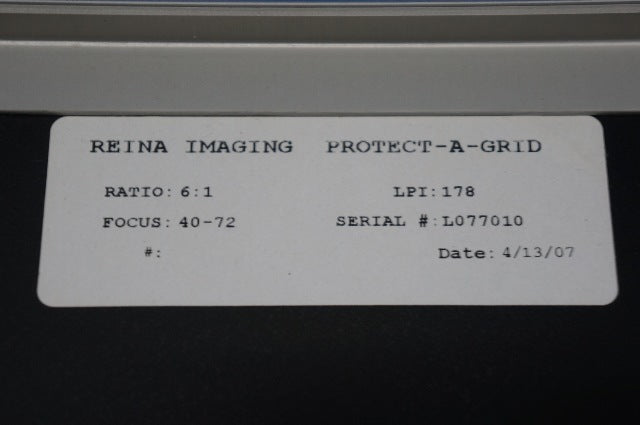 REINA IMAGING PROTECT-A-GRID
RATIO: 6:1 LPI: 178
FOCUS: 40-72 SERIAL #: L077010
#: Date: 4/13/07